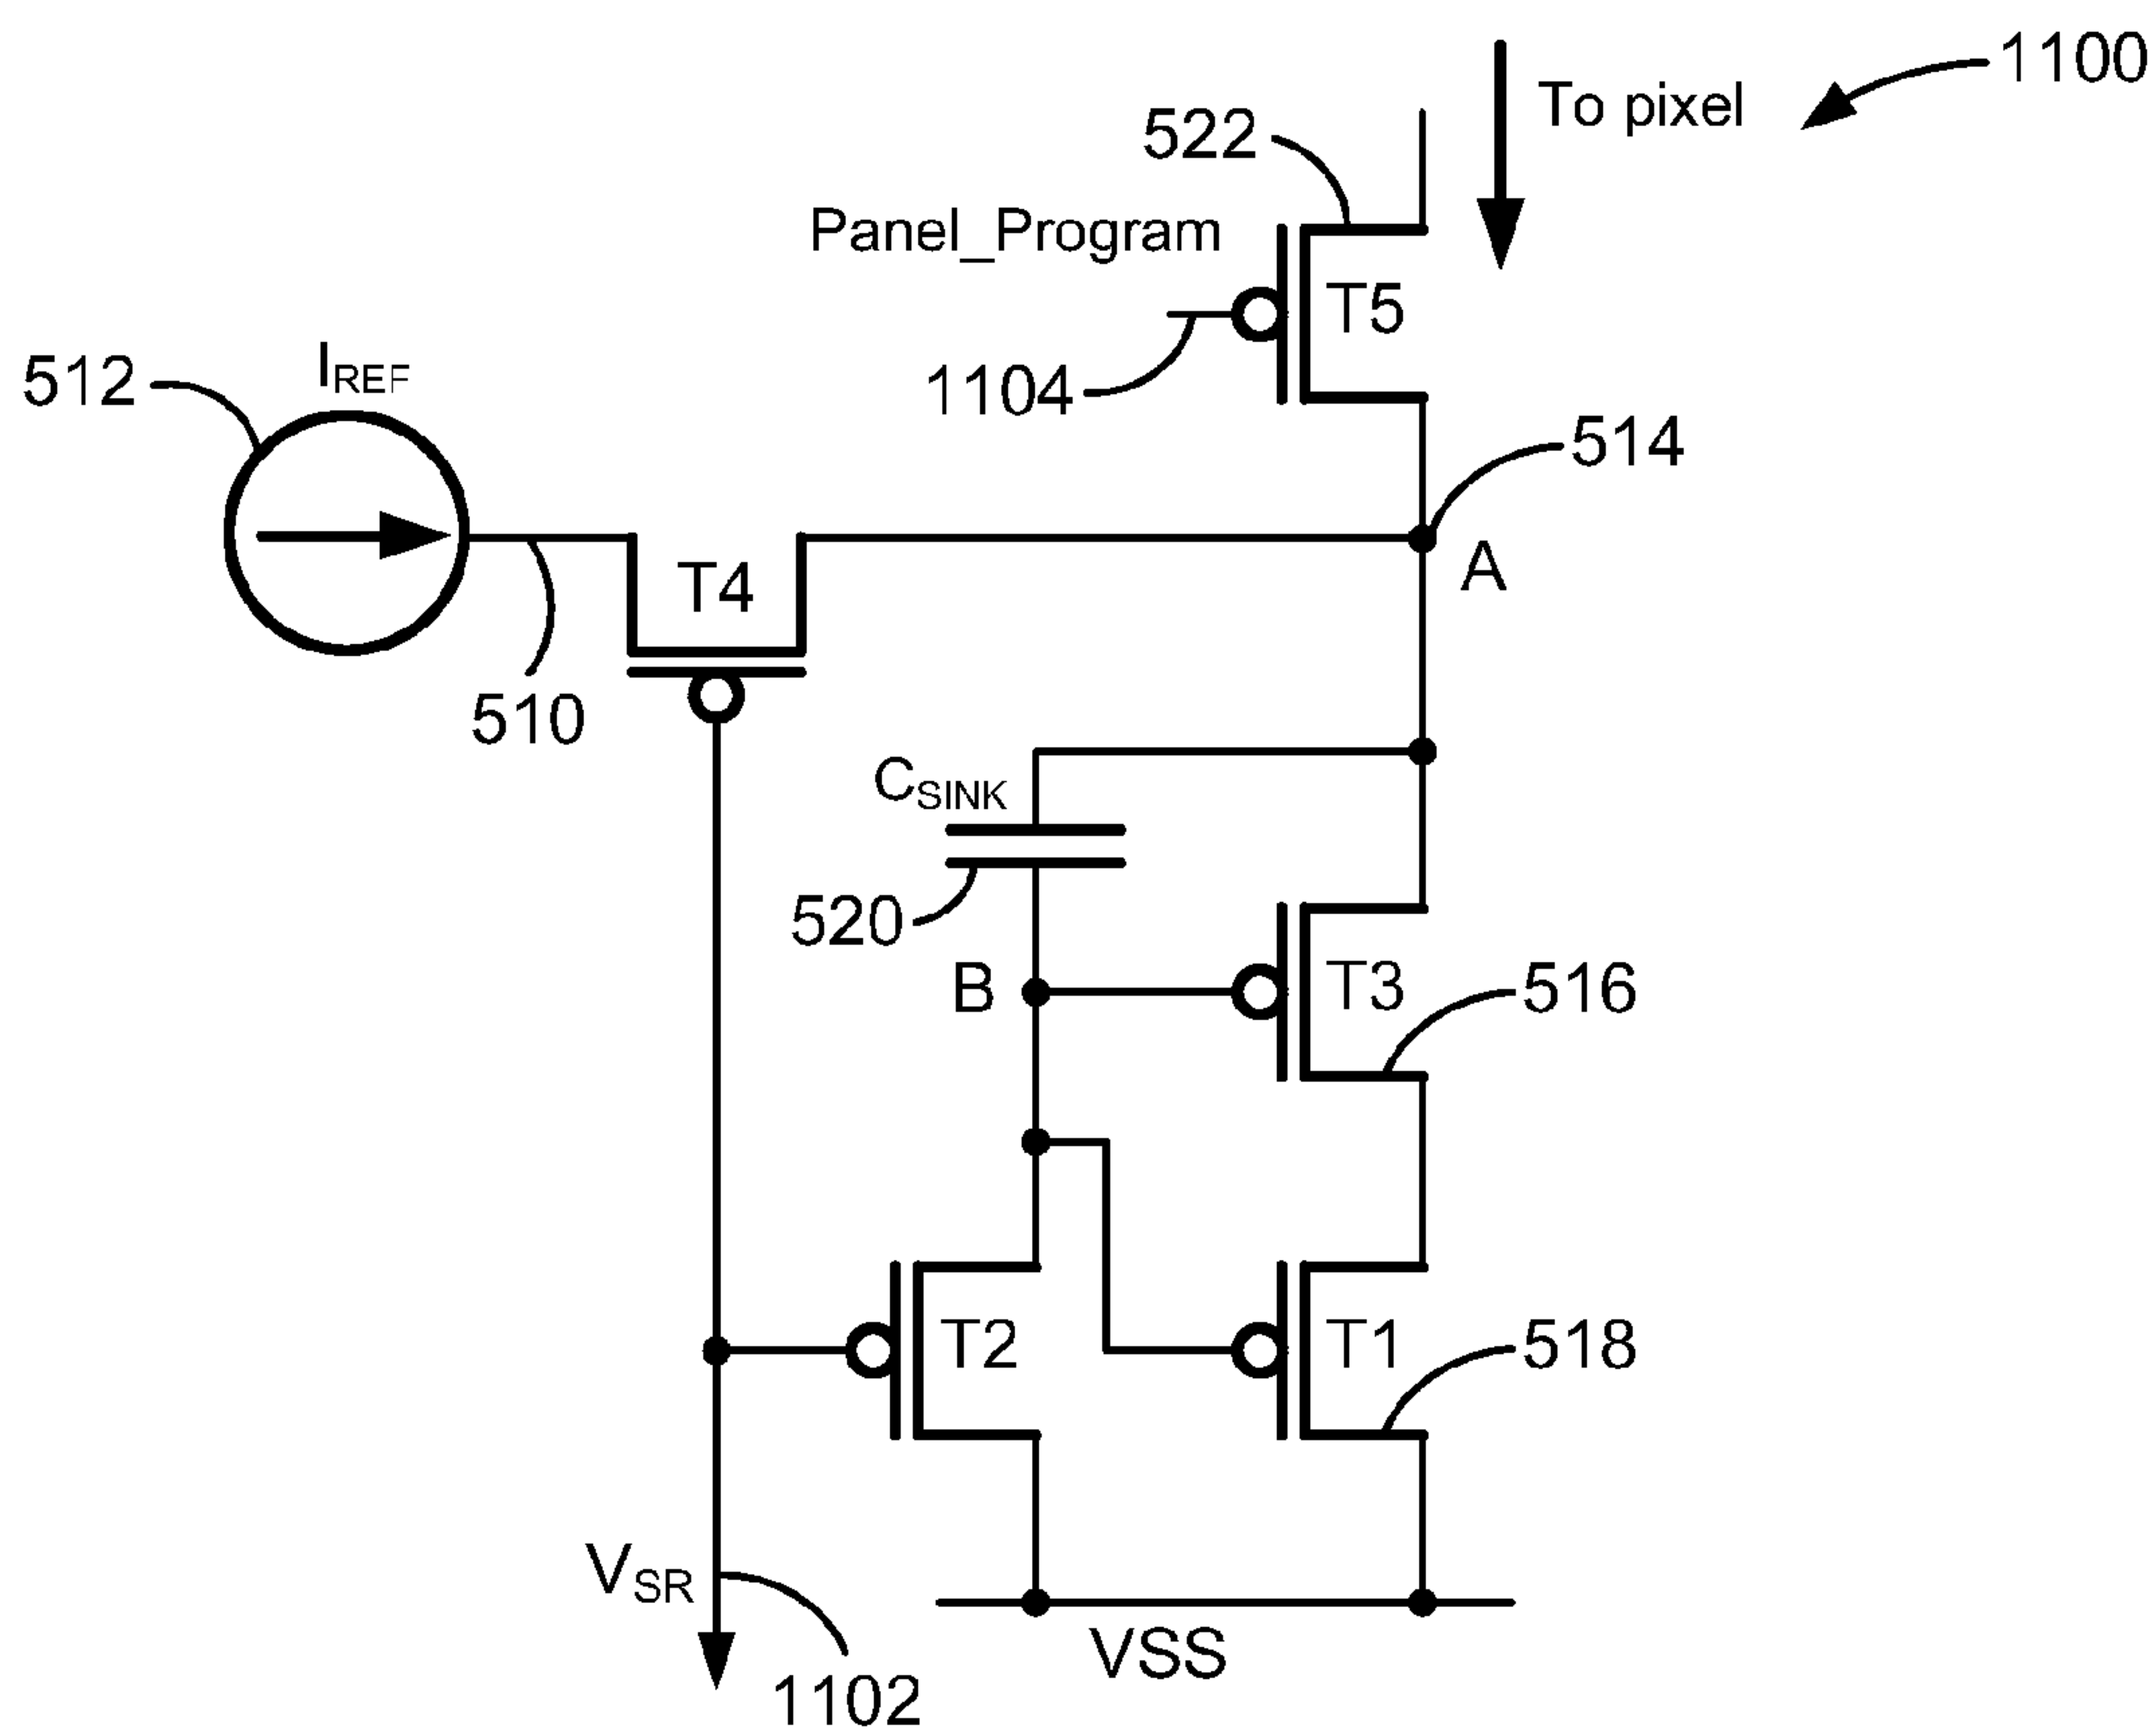 1100
To pixel
522
Panel_Program
T5
IREF
512
1104
514
A
T4
510
CSINK
520
B
T3
516
T2
T1
518
VSR
VSS
1102